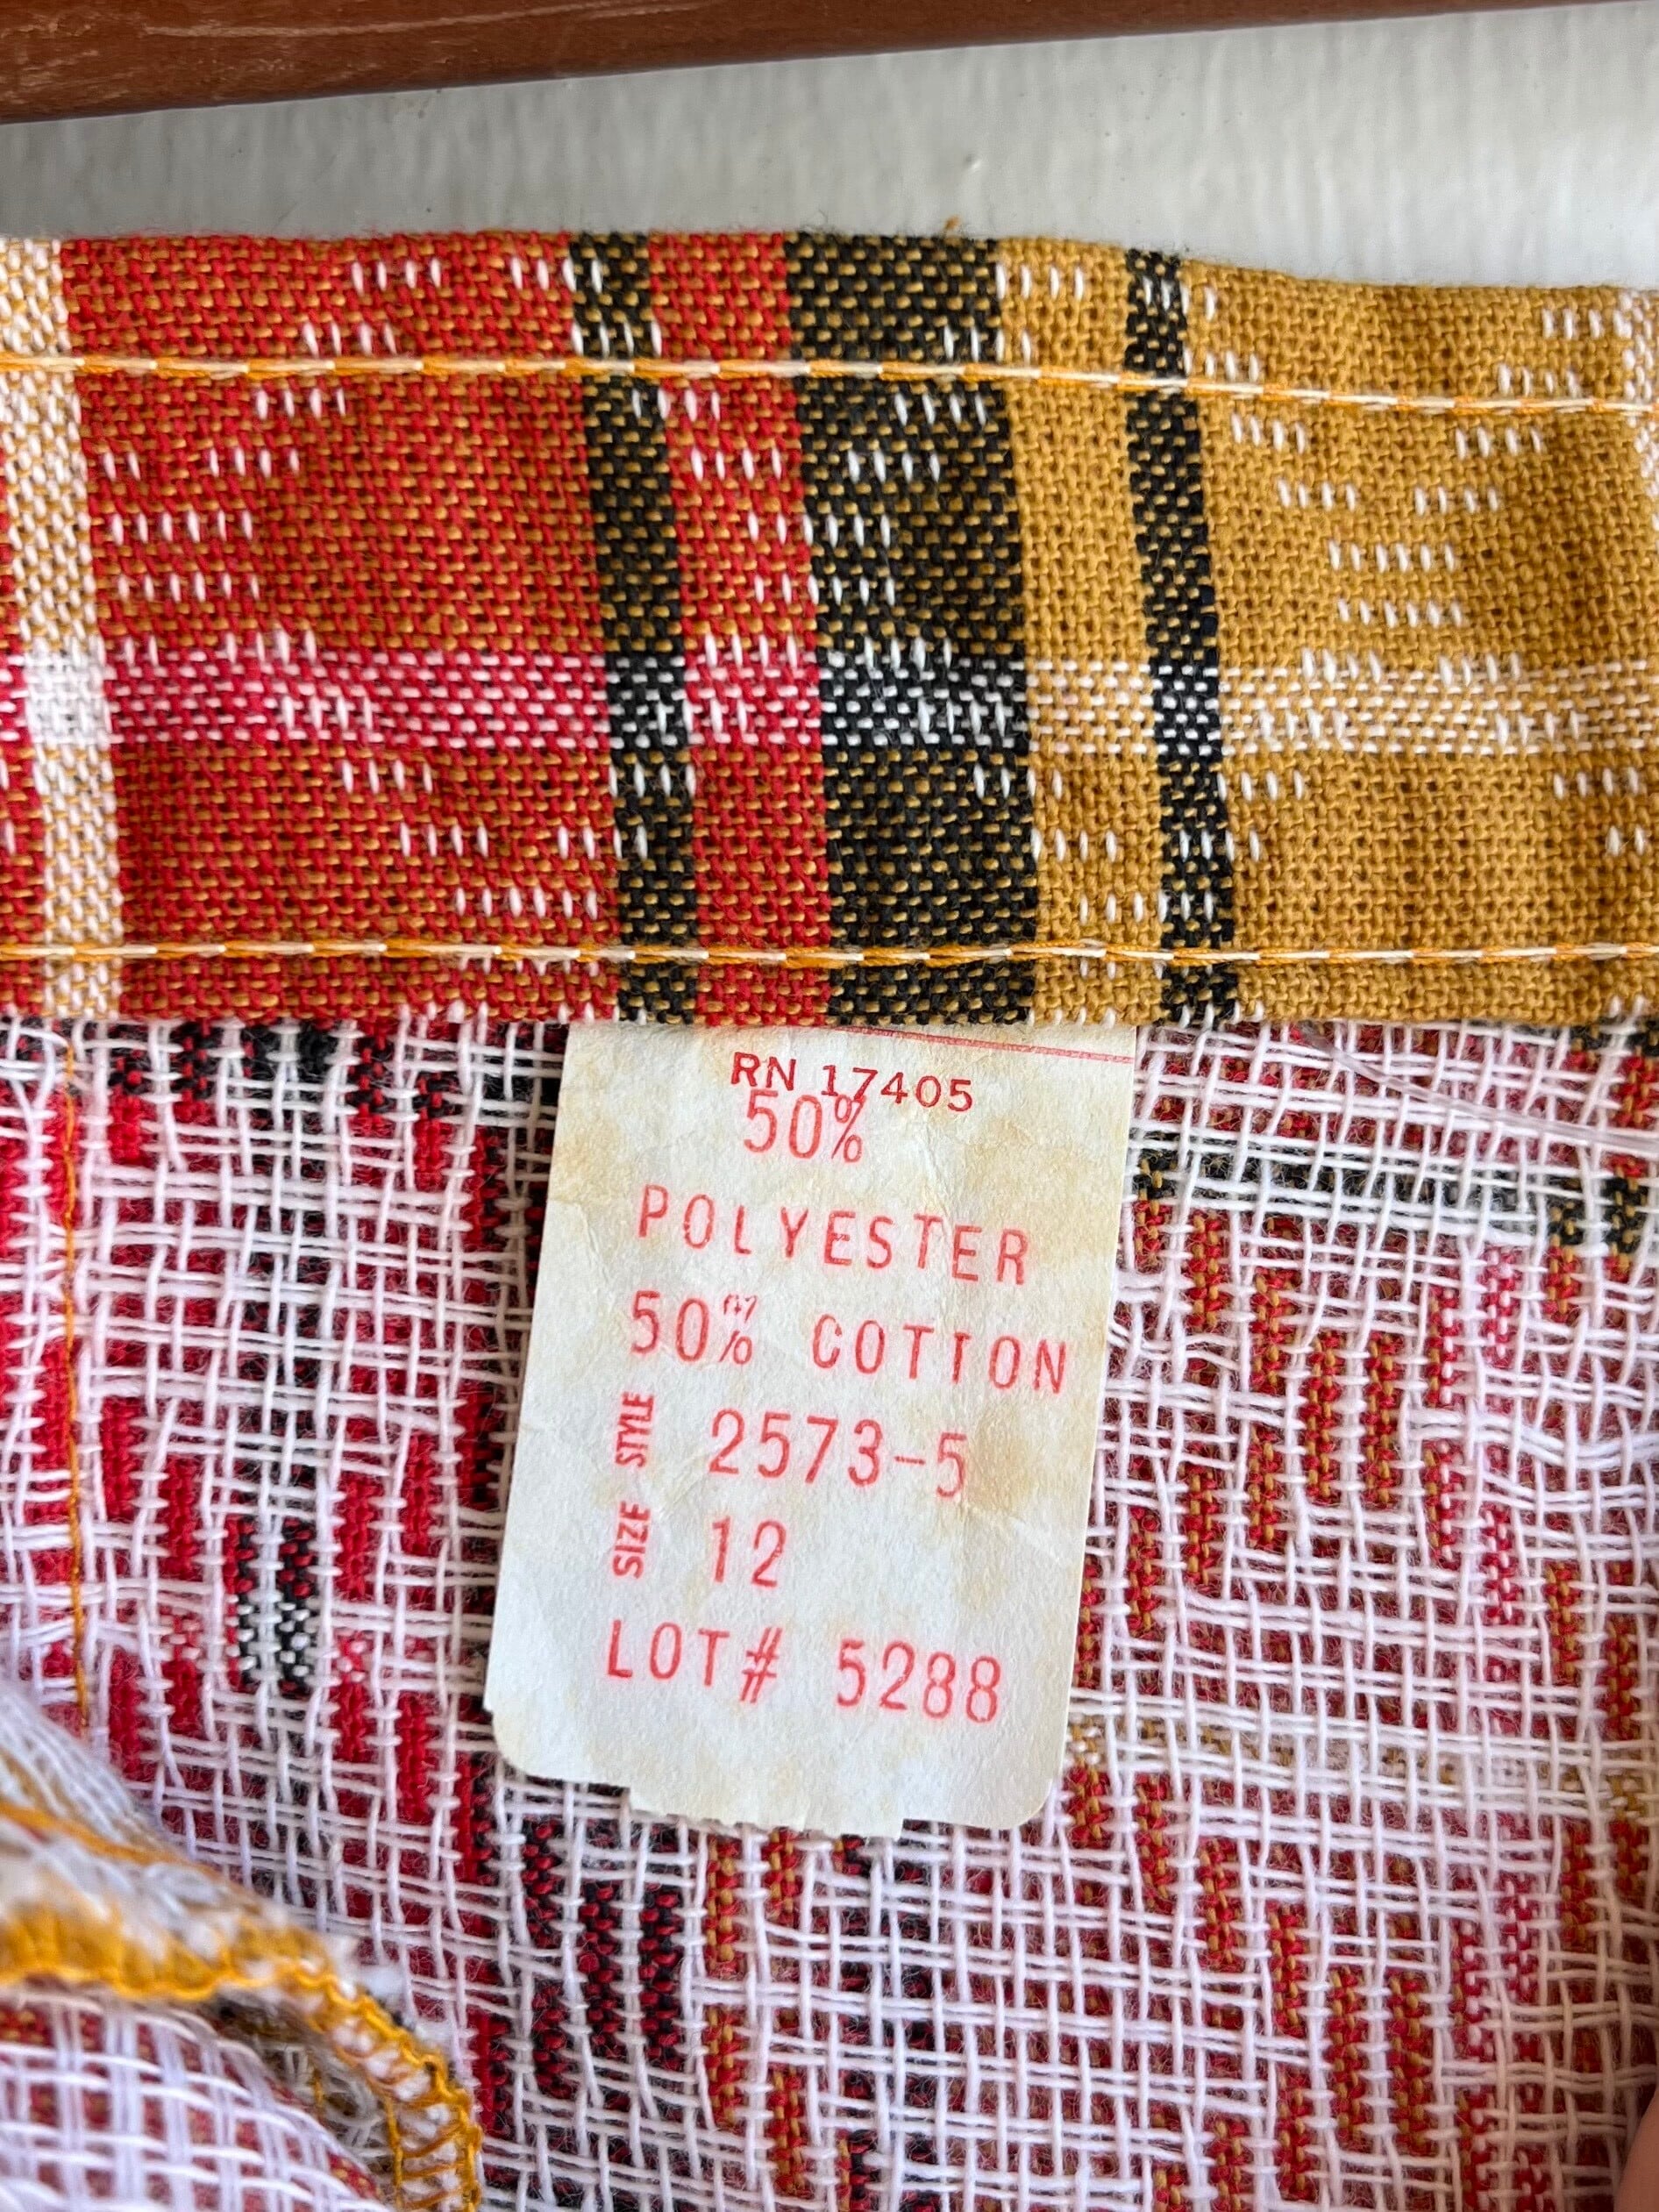 RN 17405
50%
POLYESTER
50% COTTON
STYLE 2573-5
SIZE 12
LOT# 5288